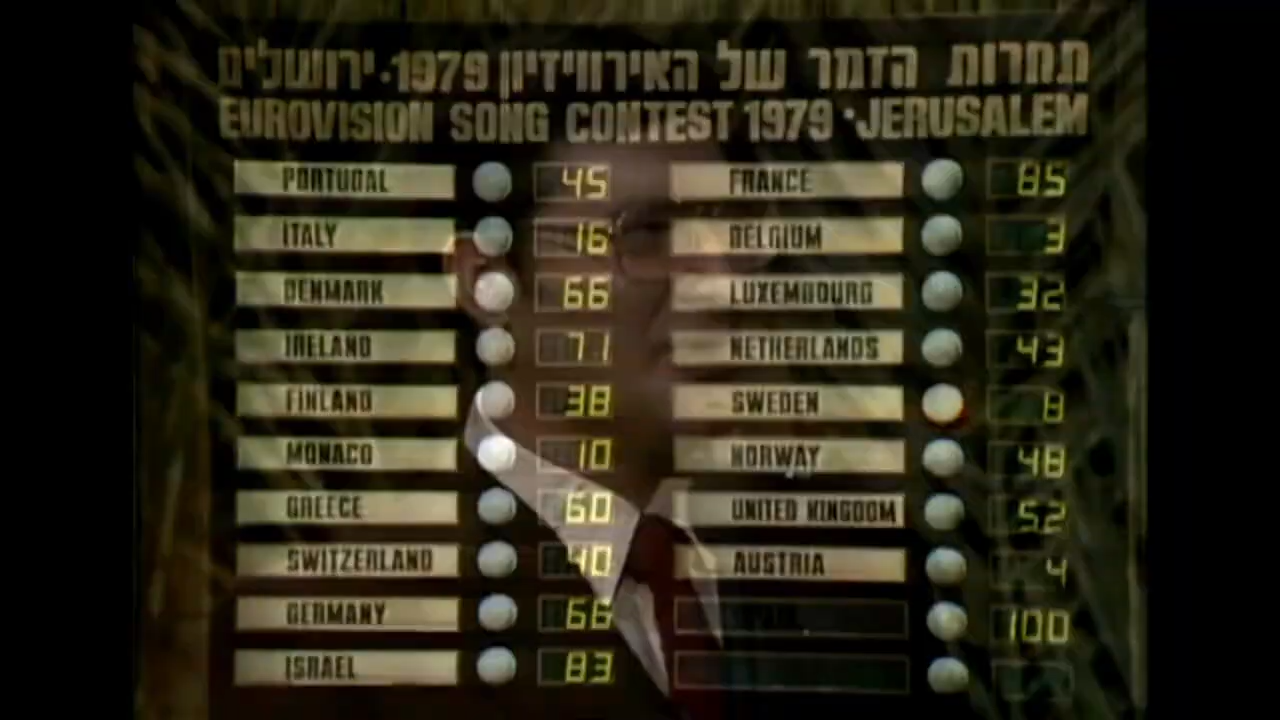 תחרות הזמר של האירוויזיון 1979·ירושלים
EUROVISION SONG CONTEST 1979·JERUSALEM
PORTUGAL 45
ITALY 16
DENMARK 66
IRELAND 71
FINLAND 38
MONACO 10
GREECE 60
SWITZERLAND 40
GERMANY 66
ISRAEL 83
FRANCE 85
BELGIUM 3
LUXEMBOURG 32
NETHERLANDS 43
SWEDEN 8
NORWAY 48
UNITED KINGDOM 52
AUSTRIA 4
100